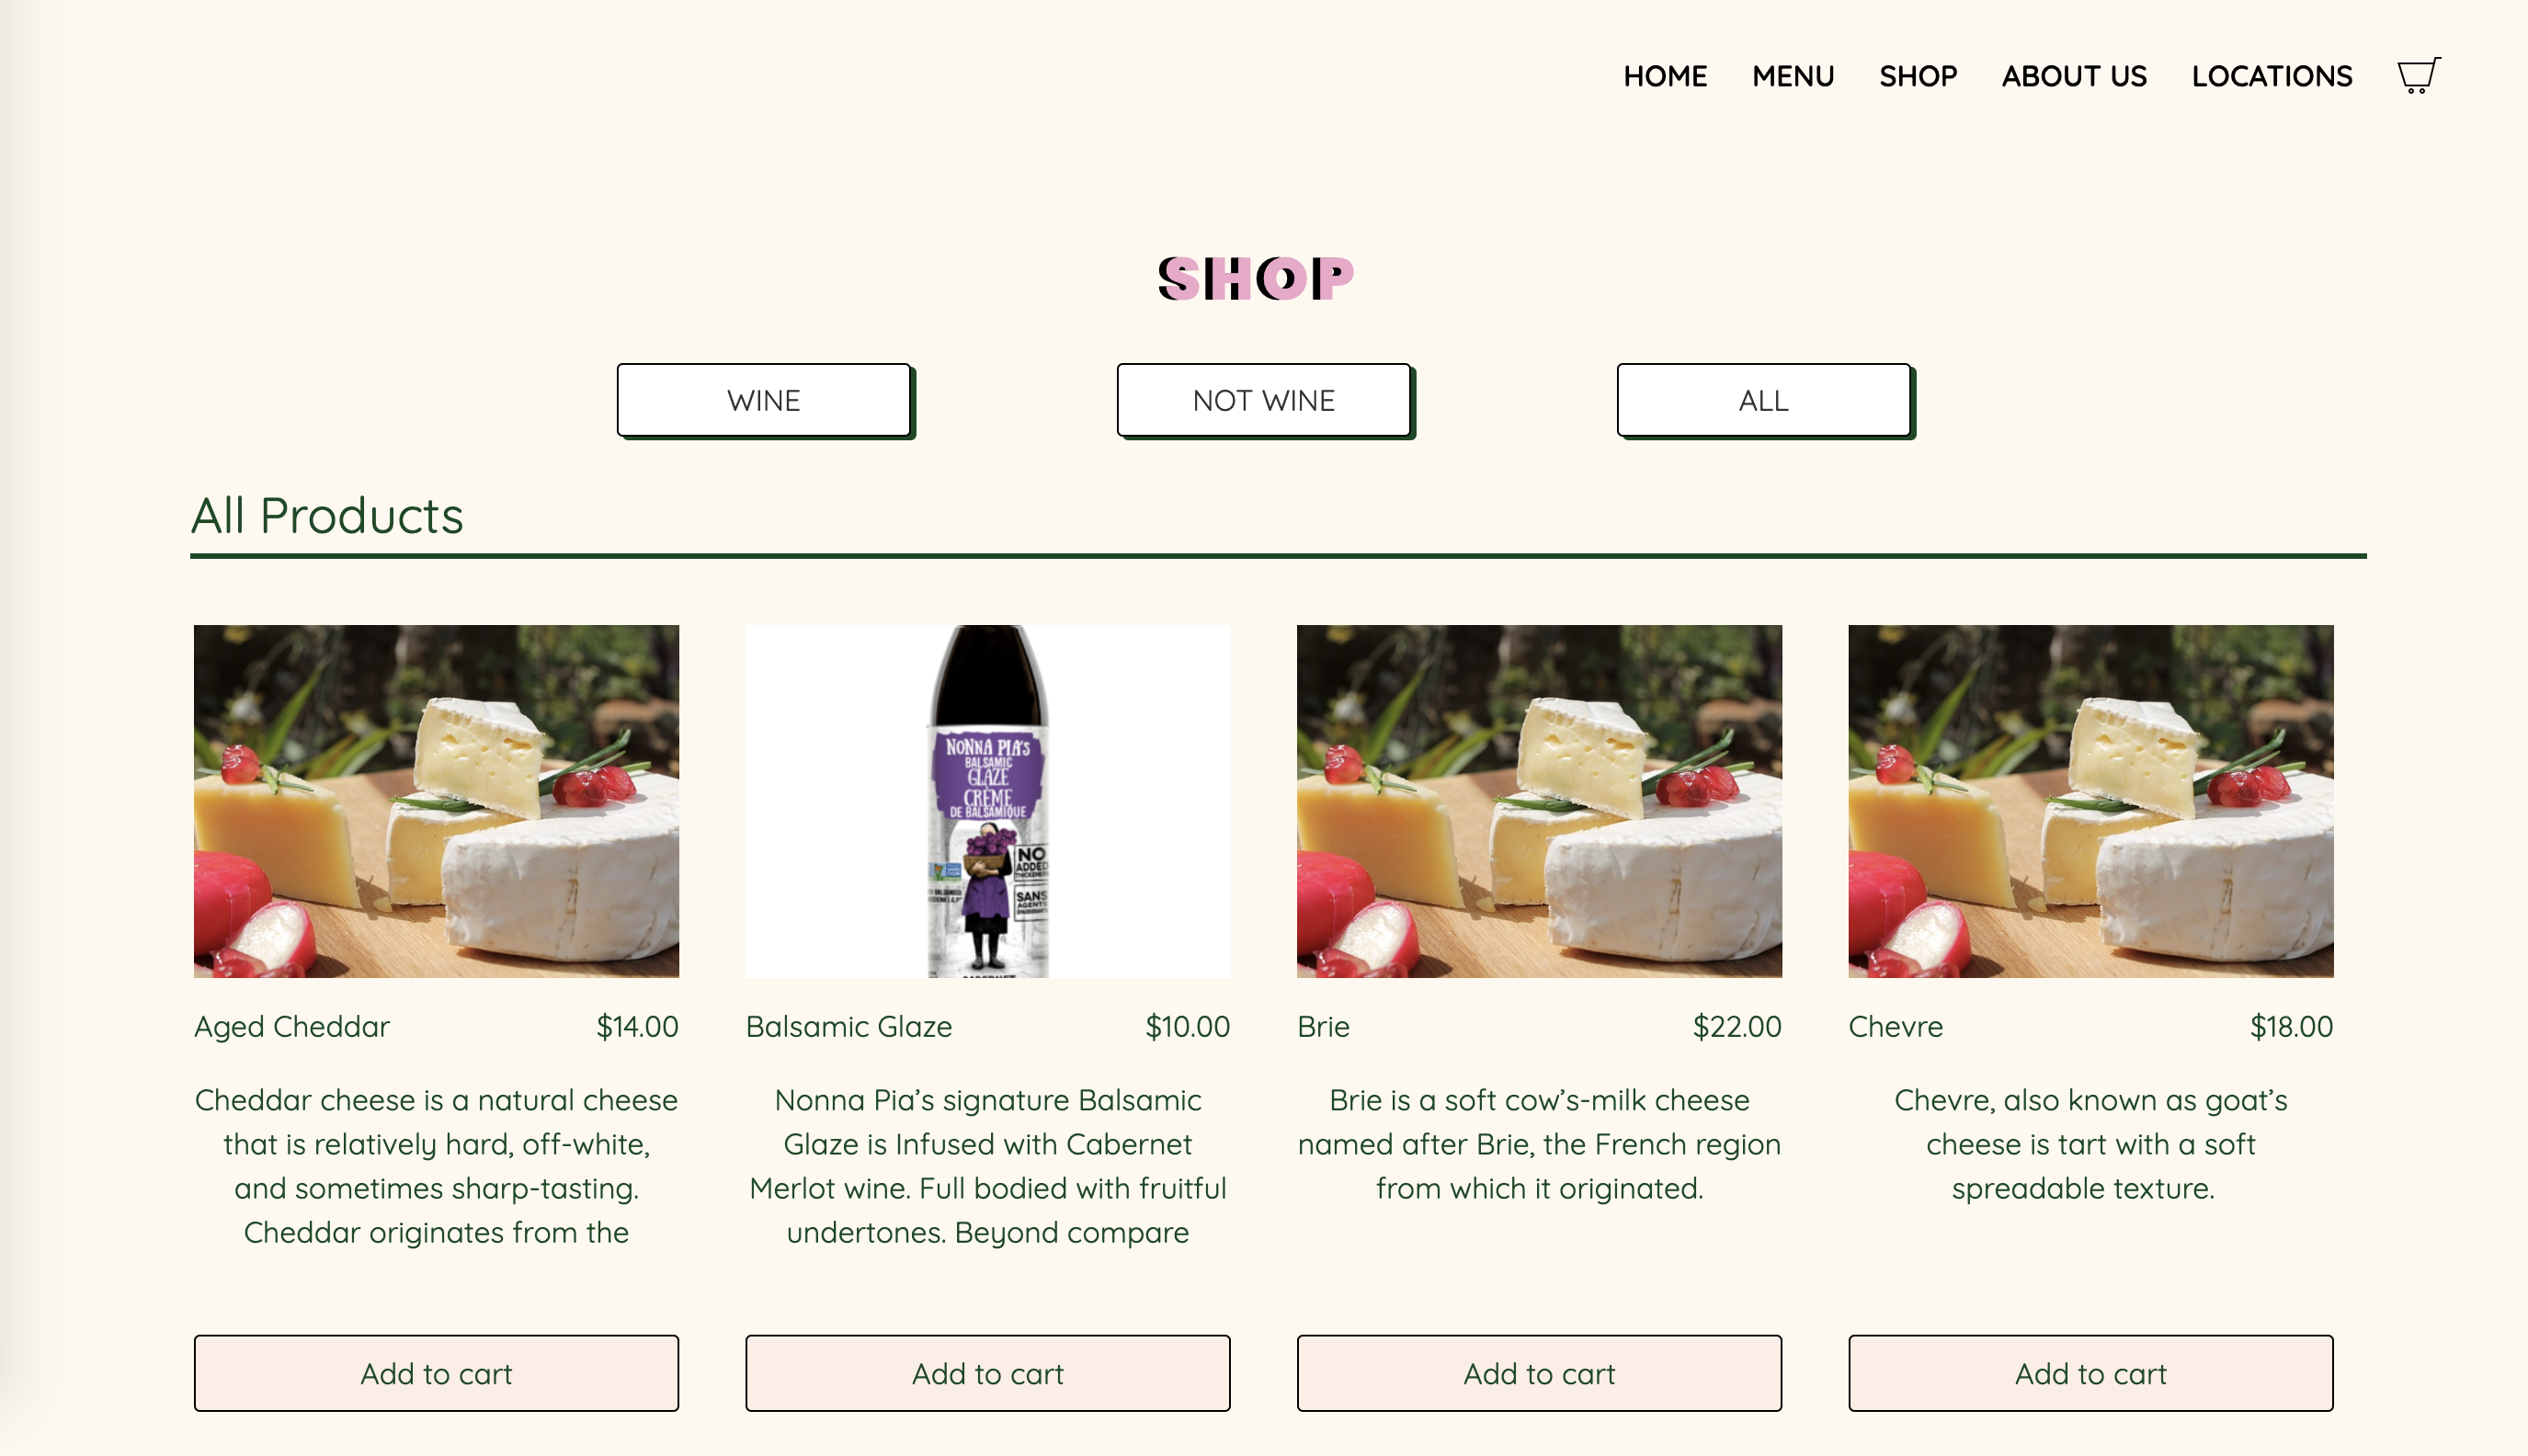 HOME MENU SHOP ABOUT US LOCATIONS
SHOP
WINE NOT WINE ALL
All Products
NONNA PIA'S
BALSAMIC
GLAZE
CRÈME
DE BALSAMIQUE
NO
ADDED
THICKENERS
SANS
AGENTS
Aged Cheddar $14.00
Cheddar cheese is a natural cheese
that is relatively hard, off-white,
and sometimes sharp-tasting.
Cheddar originates from the
Add to cart
Balsamic Glaze $10.00
Nonna Pia’s signature Balsamic
Glaze is Infused with Cabernet
Merlot wine. Full bodied with fruitful
undertones. Beyond compare
Add to cart
Brie $22.00
Brie is a soft cow’s-milk cheese
named after Brie, the French region
from which it originated.
Add to cart
Chevre $18.00
Chevre, also known as goat’s
cheese is tart with a soft
spreadable texture.
Add to cart